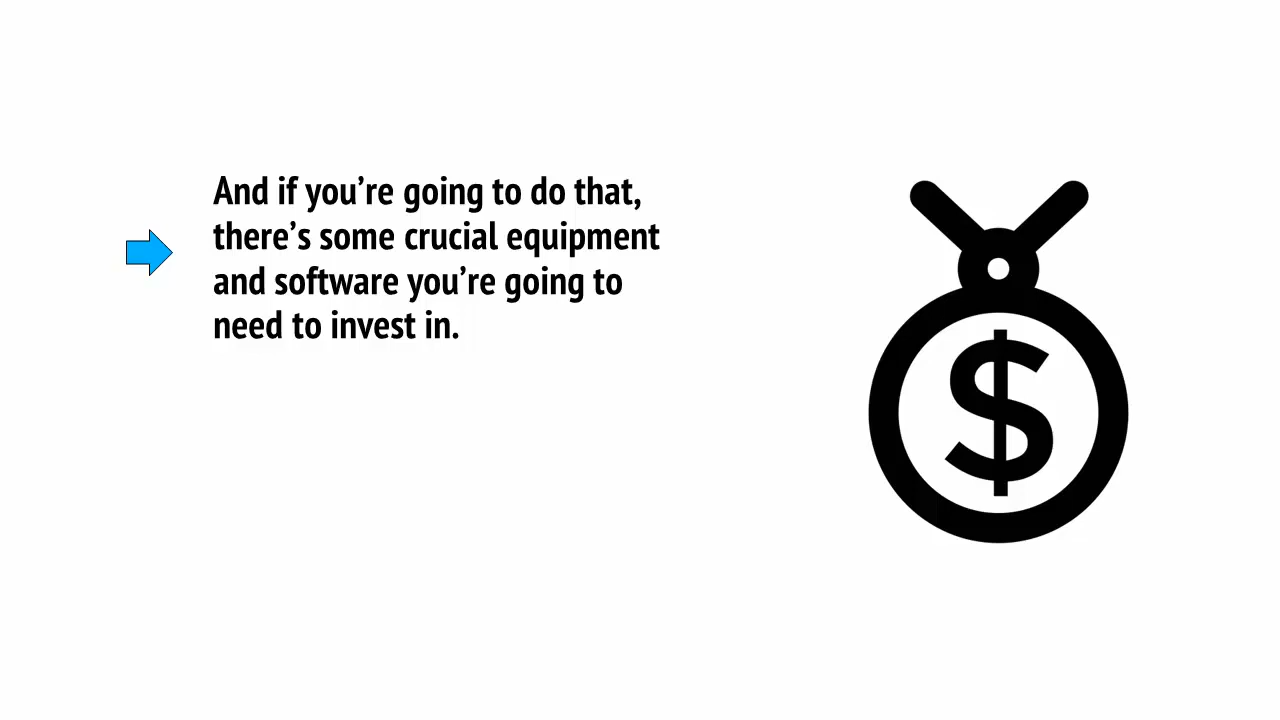 And if you’re going to do that,
there’s some crucial equipment
and software you’re going to
need to invest in.
$